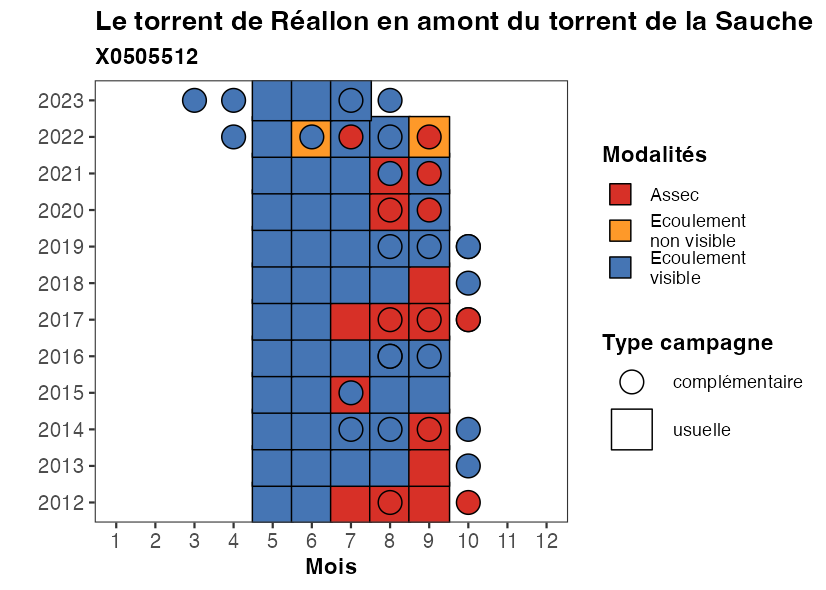 Le torrent de Réallon en amont du torrent de la Sauche
X0505512
2023
2022
2021
2020
2019
2018
2017
2016
2015
2014
2013
2012
1 2 3 4 5 6 7 8 9 10 11 12
Mois
Modalités
Assec
Ecoulement
non visible
Ecoulement
visible
Type campagne
complémentaire
usuelle